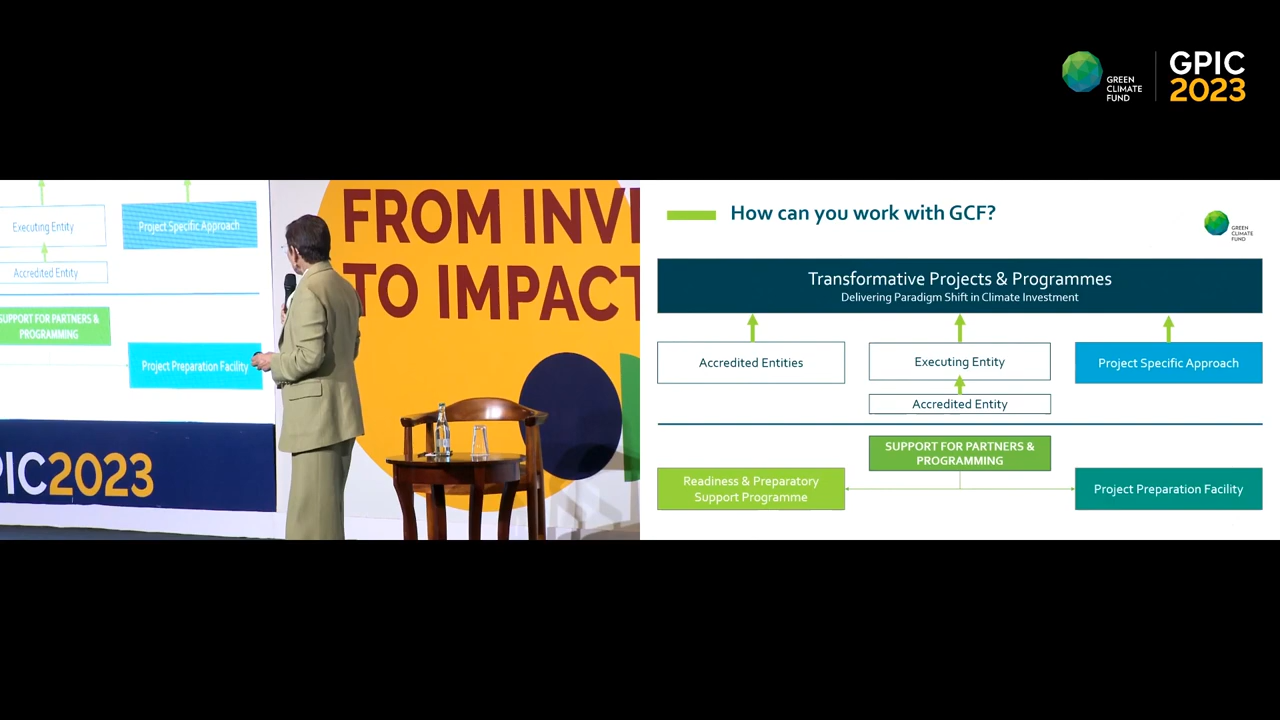 GREEN
CLIMATE
FUND
GPIC
2023
Executing Entity
Project Specific Approach
Accredited Entity
SUPPORT FOR PARTNERS &
PROGRAMMING
Project Preparation Facility
PIC2023
FROM INVE
TO IMPACT
How can you work with GCF?
GREEN
CLIMATE
FUND
Transformative Projects & Programmes
Delivering Paradigm Shift in Climate Investment
Accredited Entities
Executing Entity
Project Specific Approach
Accredited Entity
SUPPORT FOR PARTNERS &
PROGRAMMING
Readiness & Preparatory
Support Programme
Project Preparation Facility